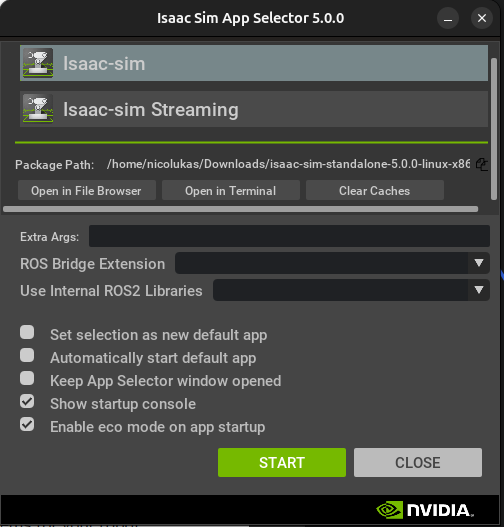 Isaac Sim App Selector 5.0.0
Isaac-sim
Isaac-sim Streaming
Package Path: /home/nicolukas/Downloads/isaac-sim-standalone-5.0.0-linux-x86
Open in File Browser
Open in Terminal
Clear Caches
Extra Args:
ROS Bridge Extension
Use Internal ROS2 Libraries
Set selection as new default app
Automatically start default app
Keep App Selector window opened
Show startup console
Enable eco mode on app startup
START
CLOSE
NVIDIA.